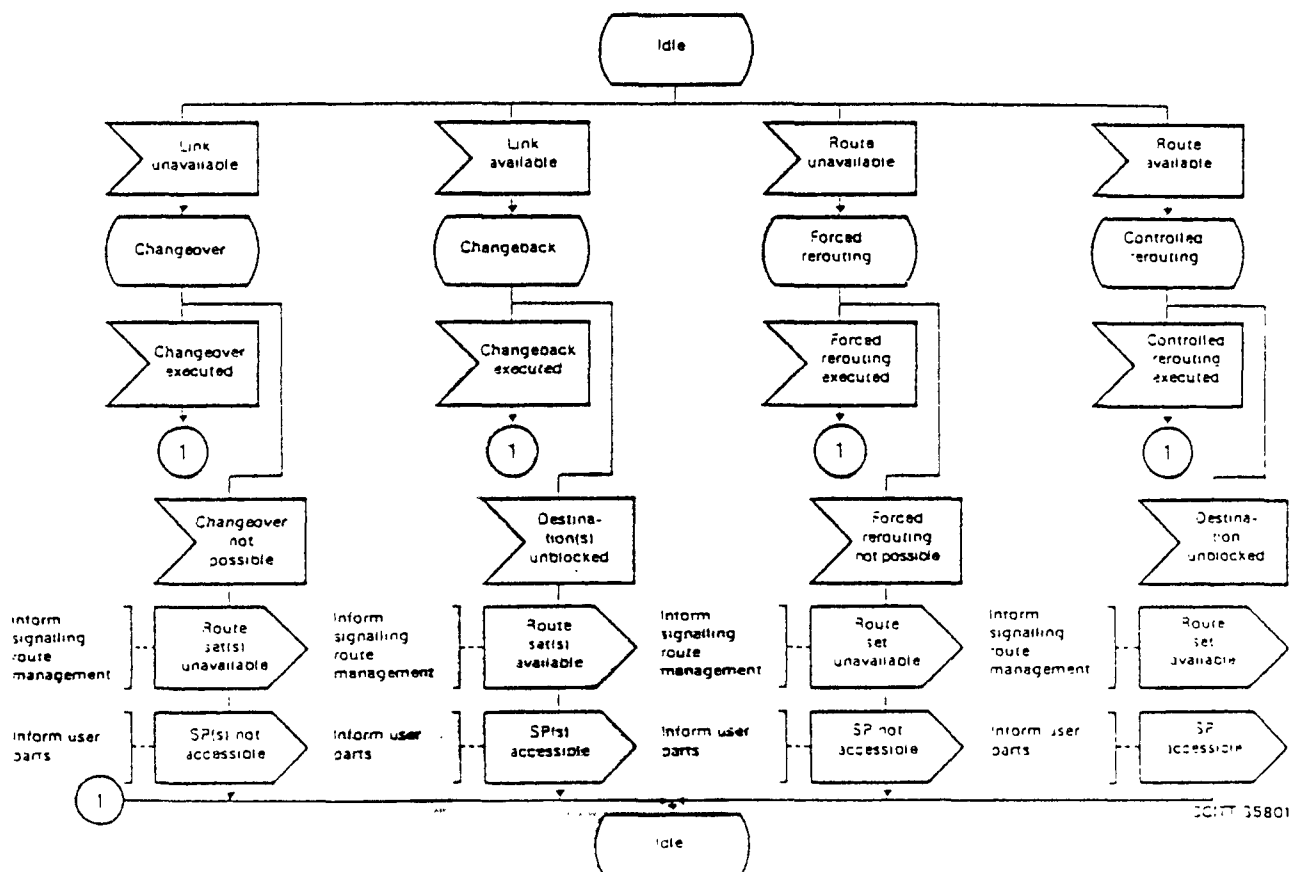 Idle
Link
unavailable
Link
available
Route
unavailable
Route
available
Changeover
Changeback
Forced
rerouting
Controlled
rerouting
Changeover
executed
Changeback
executed
Forced
rerouting
executed
Controlled
rerouting
executed
1
1
1
1
Changeover
not
possible
Destina-
tion(s)
unblocked
Forced
rerouting
not possible
Destina-
tion
unblocked
Inform
signalling
route
management
Route
set(s)
unavailable
Inform
signalling
route
management
Route
set(s)
available
Inform
signalling
route
management
Route
set
unavailable
Inform
signalling
route
management
Route
set
available
Inform user
parts
SP(s) not
accessible
Inform user
parts
SP(s)
accessible
Inform user
parts
SP not
accessible
Inform user
parts
SP
accessible
1
Idle